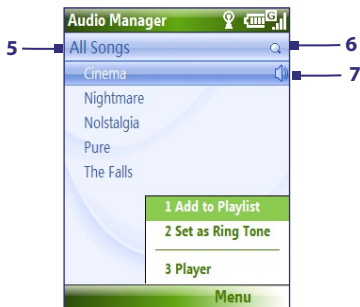 Audio Manager G
5 All Songs 6
Cinema 7
Nightmare
Nolstalgia
Pure
The Falls
1 Add to Playlist
2 Set as Ring Tone
3 Player
Menu